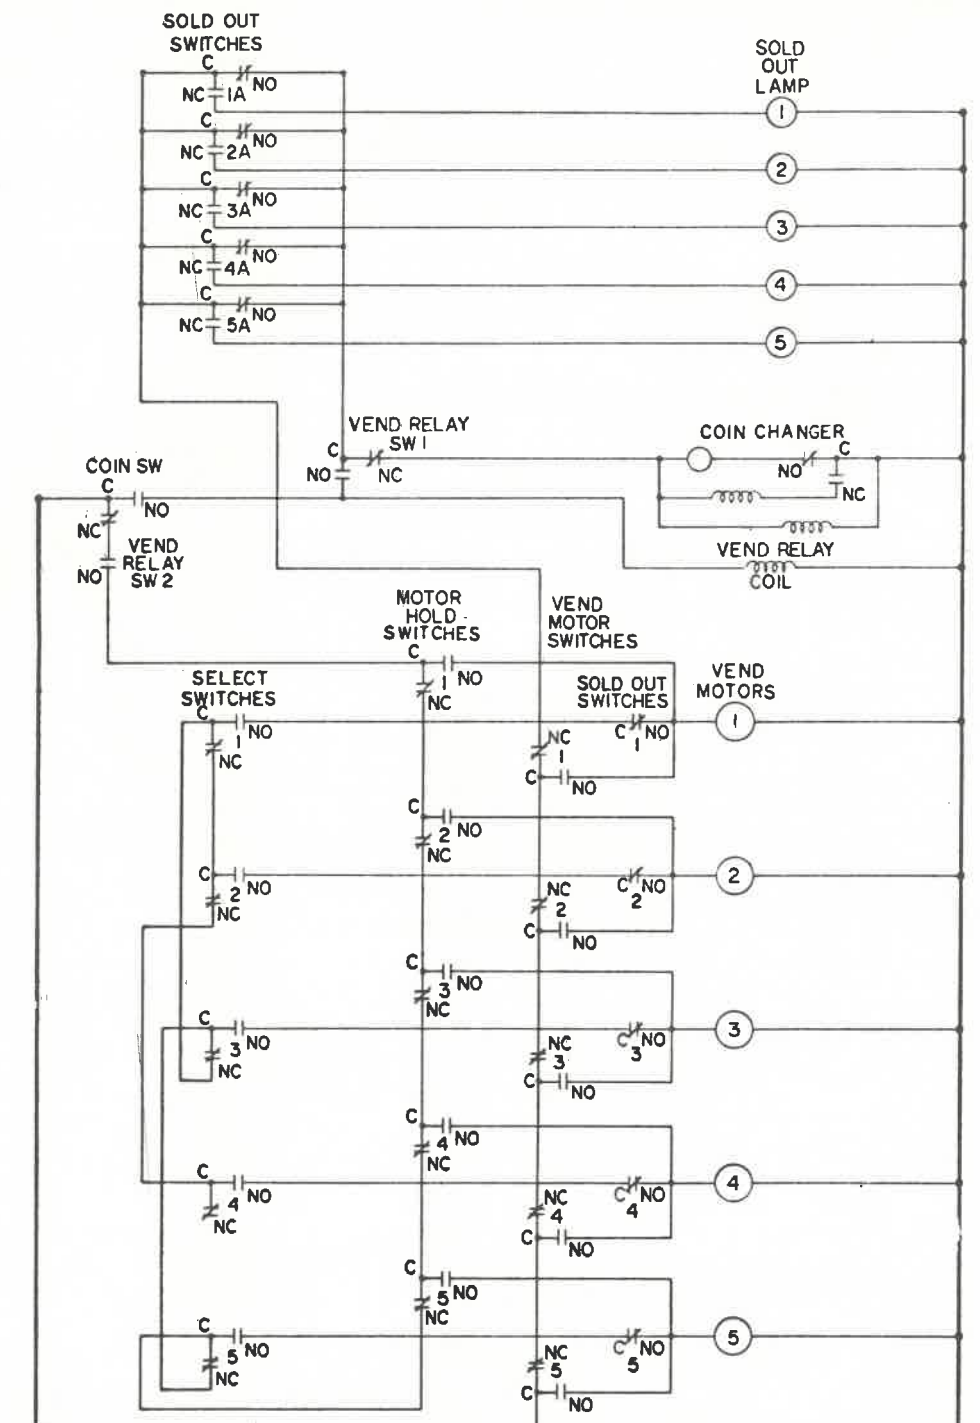 SOLD OUT
SWITCHES
C
NO
NC 1A
C
NO
NC 2A
C
NO
NC 3A
C
NO
NC 4A
C
NO
NC 5A
SOLD
OUT
LAMP
1
2
3
4
5
VEND RELAY
SW 1
C
NO
NC
COIN CHANGER
C
NO
NC
COIN SW
C
NO
NC
VEND
RELAY
SW 2
NO
VEND RELAY
COIL
MOTOR
HOLD
SWITCHES
VEND
MOTOR
SWITCHES
C
1 NO
NC
SELECT
SWITCHES
SOLD OUT
SWITCHES
VEND
MOTORS
C
NO
1
NC
C NO
1
1
NC
1
C
NO
C
2 NO
NC
C
NO
2
NC
C NO
2
2
NC
2
C
NO
C
3 NO
NC
C
NO
3
NC
C NO
3
3
NC
3
C
NO
C
4 NO
NC
C
NO
4
NC
C NO
4
4
NC
4
C
NO
C
5 NO
NC
C
NO
5
NC
C NO
5
5
NC
5
C
NO